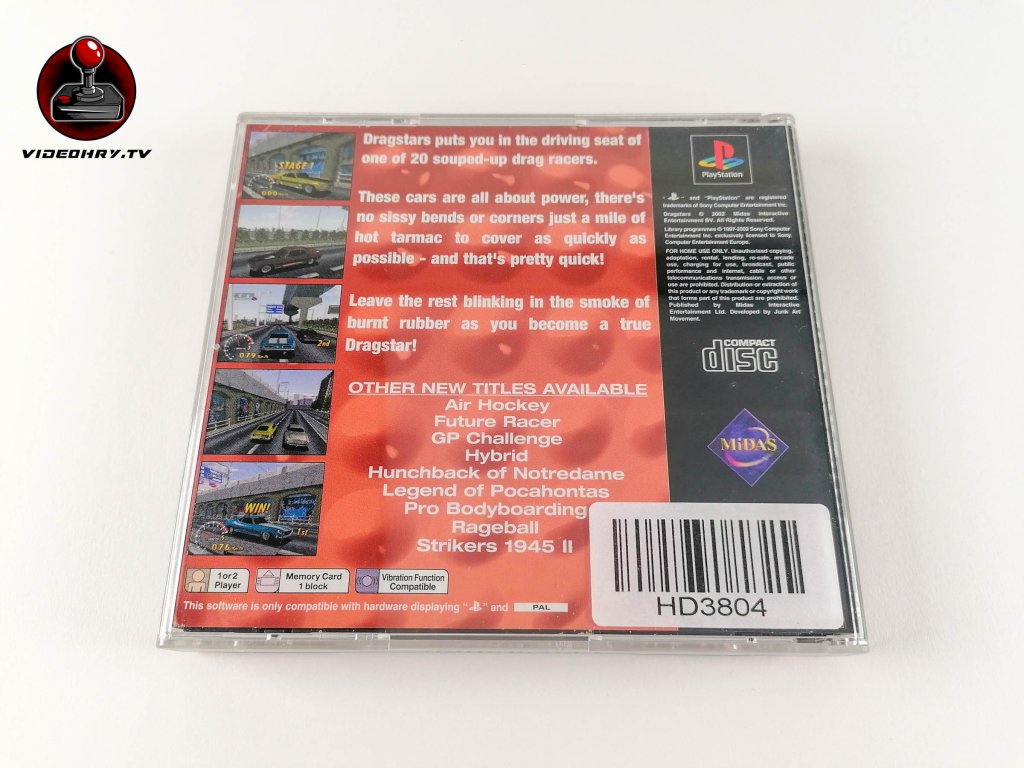 VIDEOHRY.TV
STAGE 1
Dragstars puts you in the driving seat of
one of 20 souped-up drag racers.
These cars are all about power, there's
no sissy bends or corners just a mile of
hot tarmac to cover as quickly as
possible - and that's pretty quick!
Leave the rest blinking in the smoke of
burnt rubber as you become a true
Dragstar!
079 Km/h
2nd
OTHER NEW TITLES AVAILABLE
Air Hockey
Future Racer
GP Challenge
Hybrid
Hunchback of Notredame
Legend of Pocahontas
Pro Bodyboarding
Rageball
Strikers 1945 II
WIN!
1st
076 Km/h
1 or 2
Player
Memory Card
1 block
Vibration Function
Compatible
This software is only compatible with hardware displaying " " and PAL
PlayStation
" " and "PlayStation" are registered
trademarks of Sony Computer Entertainment Inc.
Dragstars © 2002 Midas Interactive
Entertainment BV. All Rights Reserved.
Library programmes © 1997-2002 Sony Computer
Entertainment Inc. exclusively licensed to Sony
Computer Entertainment Europe.
FOR HOME USE ONLY. Unauthorised copying,
adaptation, rental, lending, re-sale, arcade
use, charging for use, broadcast, public
performance and internet, cable or other
telecommunications transmission, access or
use are prohibited. Distribution or extraction of
this product or any trademark or copyright work
that forms part of this product are prohibited.
Published by Midas Interactive
Entertainment Ltd. Developed by Junk Art
Movement.
COMPACT
disc
MiDAS
HD3804